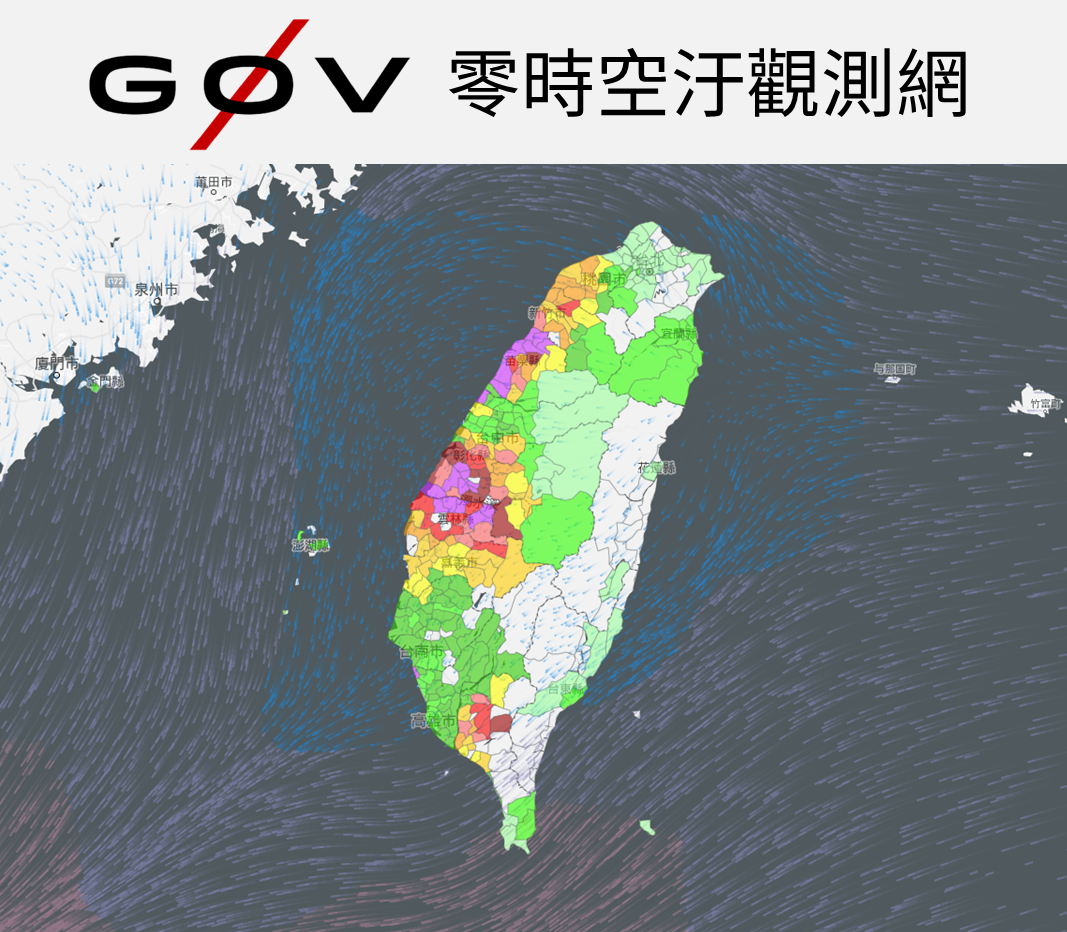 GØV 零時空汙觀測網
莆田市
072
泉州市
廈門市
金門縣
台北
桃園市
新竹市
宜蘭縣
苗栗縣
与那国町
竹富町
台中市
彰化縣
花蓮縣
雲林縣
澎湖縣
嘉義市
台南市
台東縣
高雄市